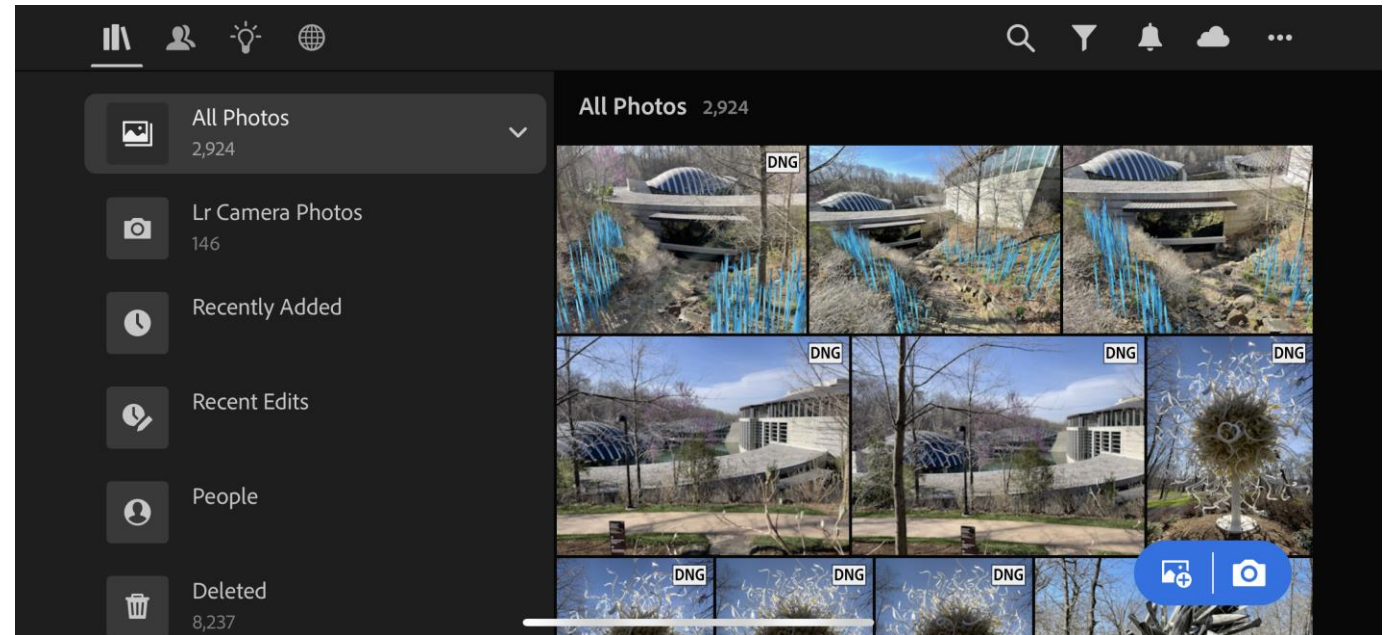 All Photos
2,924
Lr Camera Photos
146
Recently Added
Recent Edits
People
Deleted
8,237
All Photos 2,924
DNG
DNG
DNG
DNG
DNG
DNG
DNG